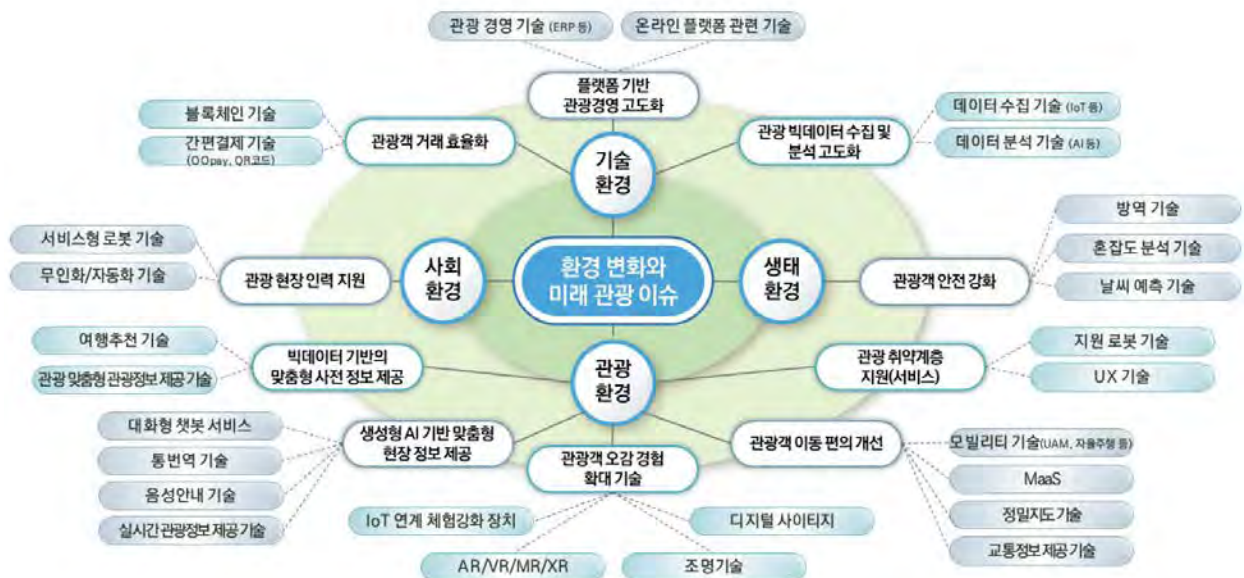 관광 경영 기술 (ERP 등)
온라인 플랫폼 관련 기술
플랫폼 기반
관광경영 고도화
블록체인 기술
간편결제 기술
(OOpay, QR코드)
관광객 거래 효율화
기술
환경
관광 빅데이터 수집 및
분석 고도화
데이터 수집 기술 (IoT 등)
데이터 분석 기술 (AI 등)
서비스형 로봇 기술
무인화/자동화 기술
관광 현장 인력 지원
사회
환경
환경 변화와
미래 관광 이슈
생태
환경
관광객 안전 강화
방역 기술
혼잡도 분석 기술
날씨 예측 기술
여행추천 기술
관광 맞춤형 관광정보 제공 기술
빅데이터 기반의
맞춤형 사전 정보 제공
관광
환경
관광 취약계층
지원(서비스)
지원 로봇 기술
UX 기술
대화형 챗봇 서비스
통번역 기술
음성안내 기술
실시간 관광정보 제공 기술
생성형 AI 기반 맞춤형
현장 정보 제공
관광객 오감 경험
확대 기술
관광객 이동 편의 개선
모빌리티 기술(UAM, 자율주행 등)
MaaS
정밀지도 기술
교통정보 제공 기술
IoT 연계 체험강화 장치
디지털 사이티지
AR/VR/MR/XR
조명기술